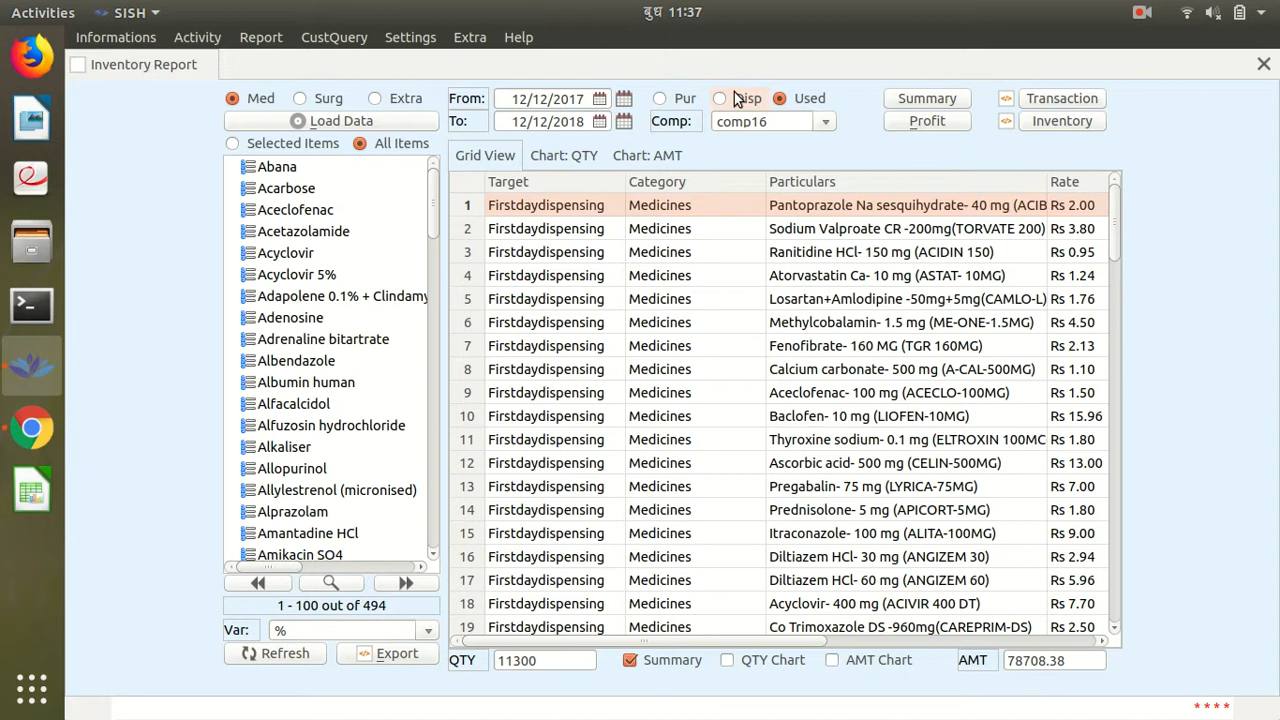 Activities SISH बुध 11:37
Informations Activity Report CustQuery Settings Extra Help
Inventory Report
Med Surg Extra From: 12/12/2017 Pur Used Summary Transaction
Load Data To: 12/12/2018 Comp: comp16 Profit Inventory
Selected Items All Items Grid View Chart: QTY Chart: AMT
Abana
Acarbose
Aceclofenac
Acetazolamide
Acyclovir
Acyclovir 5%
Adapolene 0.1% + Clindamy
Adenosine
Adrenaline bitartrate
Albendazole
Albumin human
Alfacalcidol
Alfuzosin hydrochloride
Alkaliser
Allopurinol
Allylestrenol (micronised)
Alprazolam
Amantadine HCl
Amikacin SO4
1 - 100 out of 494
Var: %
Refresh Export
Target Category Particulars Rate
1 Firstdaydispensing Medicines Pantoprazole Na sesquihydrate- 40 mg (ACIB Rs 2.00
2 Firstdaydispensing Medicines Sodium Valproate CR -200mg(TORVATE 200) Rs 3.80
3 Firstdaydispensing Medicines Ranitidine HCl- 150 mg (ACIDIN 150) Rs 0.95
4 Firstdaydispensing Medicines Atorvastatin Ca- 10 mg (ASTAT- 10MG) Rs 1.24
5 Firstdaydispensing Medicines Losartan+Amlodipine -50mg+5mg(CAMLO-L) Rs 1.76
6 Firstdaydispensing Medicines Methylcobalamin- 1.5 mg (ME-ONE-1.5MG) Rs 4.50
7 Firstdaydispensing Medicines Fenofibrate- 160 MG (TGR 160MG) Rs 2.13
8 Firstdaydispensing Medicines Calcium carbonate- 500 mg (A-CAL-500MG) Rs 1.10
9 Firstdaydispensing Medicines Aceclofenac- 100 mg (ACECLO-100MG) Rs 1.50
10 Firstdaydispensing Medicines Baclofen- 10 mg (LIOFEN-10MG) Rs 15.96
11 Firstdaydispensing Medicines Thyroxine sodium- 0.1 mg (ELTROXIN 100MC Rs 1.80
12 Firstdaydispensing Medicines Ascorbic acid- 500 mg (CELIN-500MG) Rs 13.00
13 Firstdaydispensing Medicines Pregabalin- 75 mg (LYRICA-75MG) Rs 7.00
14 Firstdaydispensing Medicines Prednisolone- 5 mg (APICORT-5MG) Rs 1.80
15 Firstdaydispensing Medicines Itraconazole- 100 mg (ALITA-100MG) Rs 9.00
16 Firstdaydispensing Medicines Diltiazem HCl- 30 mg (ANGIZEM 30) Rs 2.94
17 Firstdaydispensing Medicines Diltiazem HCl- 60 mg (ANGIZEM 60) Rs 5.96
18 Firstdaydispensing Medicines Acyclovir- 400 mg (ACIVIR 400 DT) Rs 7.70
19 Firstdaydispensing Medicines Co Trimoxazole DS -960mg(CAREPRIM-DS) Rs 2.50
QTY 11300 Summary QTY Chart AMT Chart AMT 78708.38
****